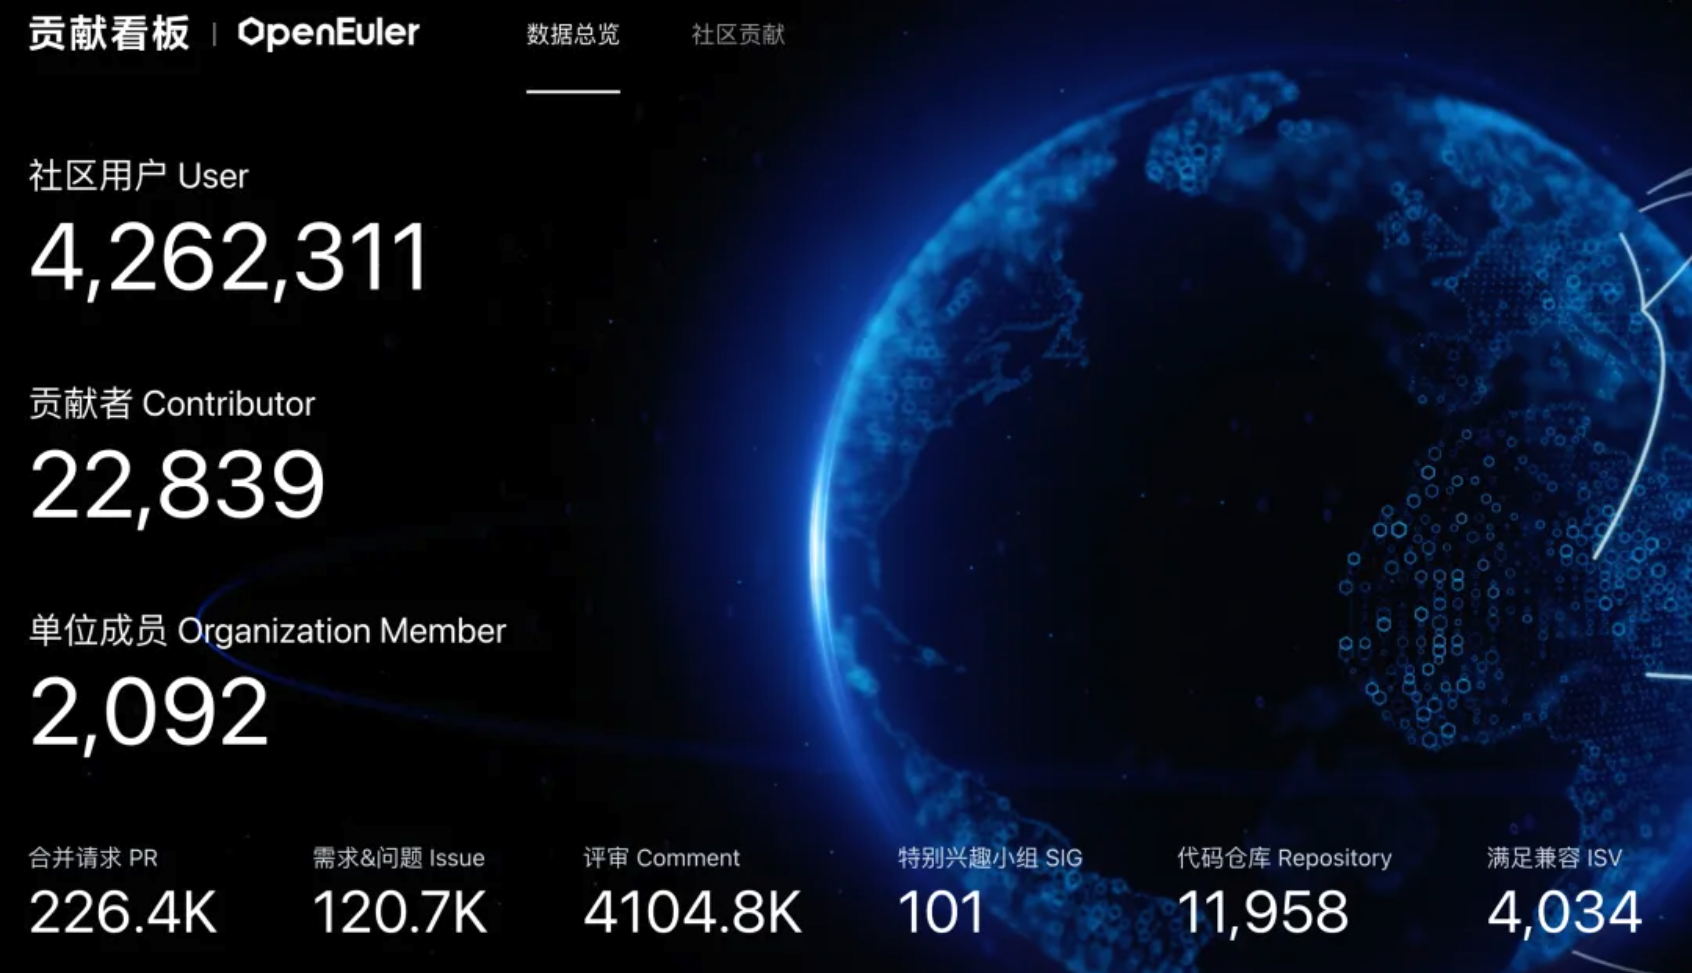 贡献看板 | OpenEuler 数据总览 社区贡献
社区用户 User
4,262,311
贡献者 Contributor
22,839
单位成员 Organization Member
2,092
合并请求 PR 需求&问题 Issue 评审 Comment 特别兴趣小组 SIG 代码仓库 Repository 满足兼容 ISV
226.4K 120.7K 4104.8K 101 11,958 4,034